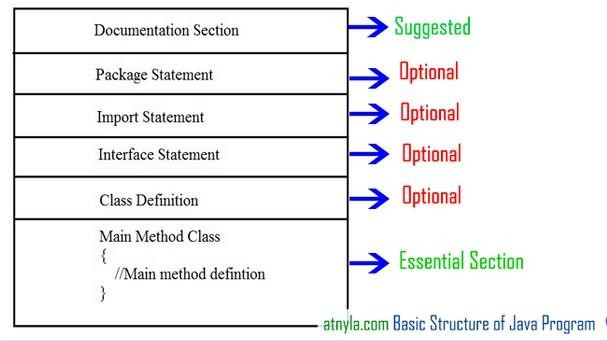 Documentation Section Suggested
Package Statement Optional
Import Statement Optional
Interface Statement Optional
Class Definition Optional
Main Method Class
{
//Main method defintion Essential Section
}
atnyla.com Basic Structure of Java Program